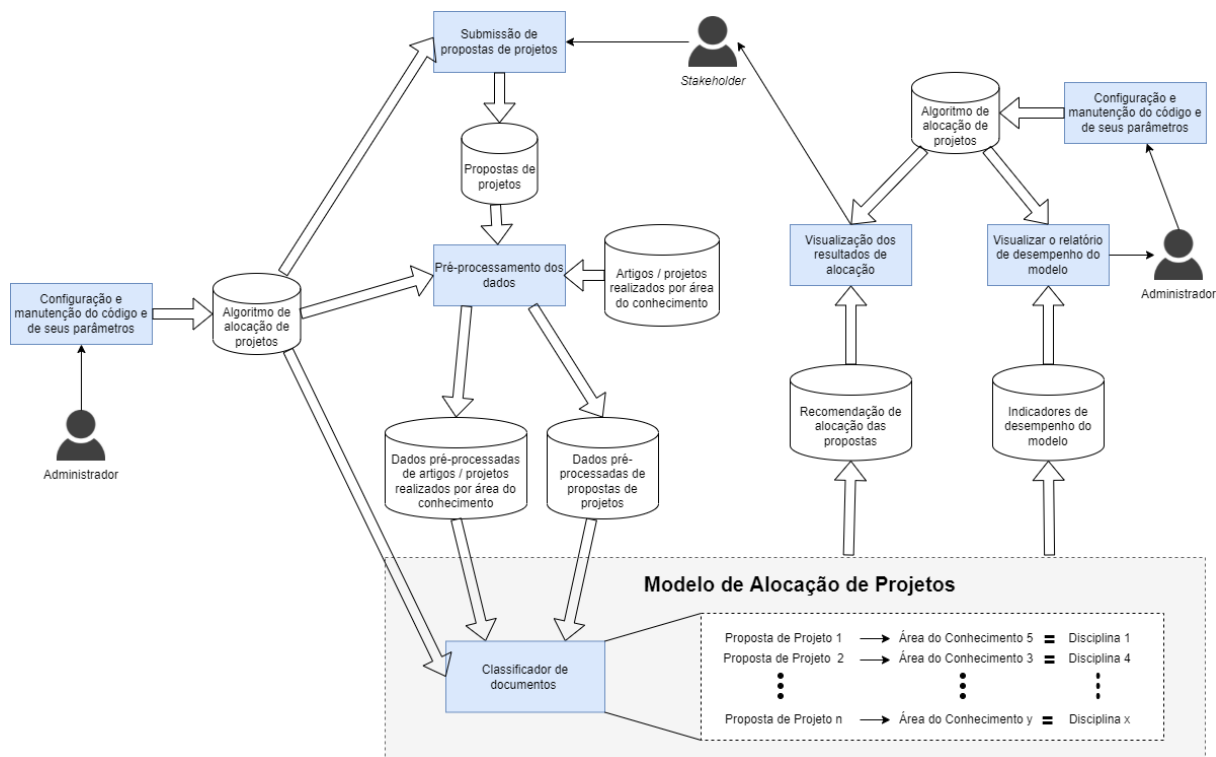 Submissão de
propostas de projetos
Stakeholder
Propostas de
projetos
Pré-processamento dos
dados
Artigos / projetos
realizados por área
do conhecimento
Configuração e
manutenção do código e
de seus parâmetros
Algoritmo de
alocação de
projetos
Administrador
Dados pré-processadas
de artigos / projetos
realizados por área do
conhecimento
Dados pré-
processadas de
propostas de
projetos
Algoritmo de
alocação de
projetos
Configuração e
manutenção do código e
de seus parâmetros
Visualização dos
resultados de
alocação
Visualizar o relatório
de desempenho do
modelo
Administrador
Recomendação de
alocação das
propostas
Indicadores de
desempenho do
modelo
Modelo de Alocação de Projetos
Classificador de
documentos
Proposta de Projeto 1 Área do Conhecimento 5 = Disciplina 1
Proposta de Projeto 2 Área do Conhecimento 3 = Disciplina 4
Proposta de Projeto n Área do Conhecimento y = Disciplina x